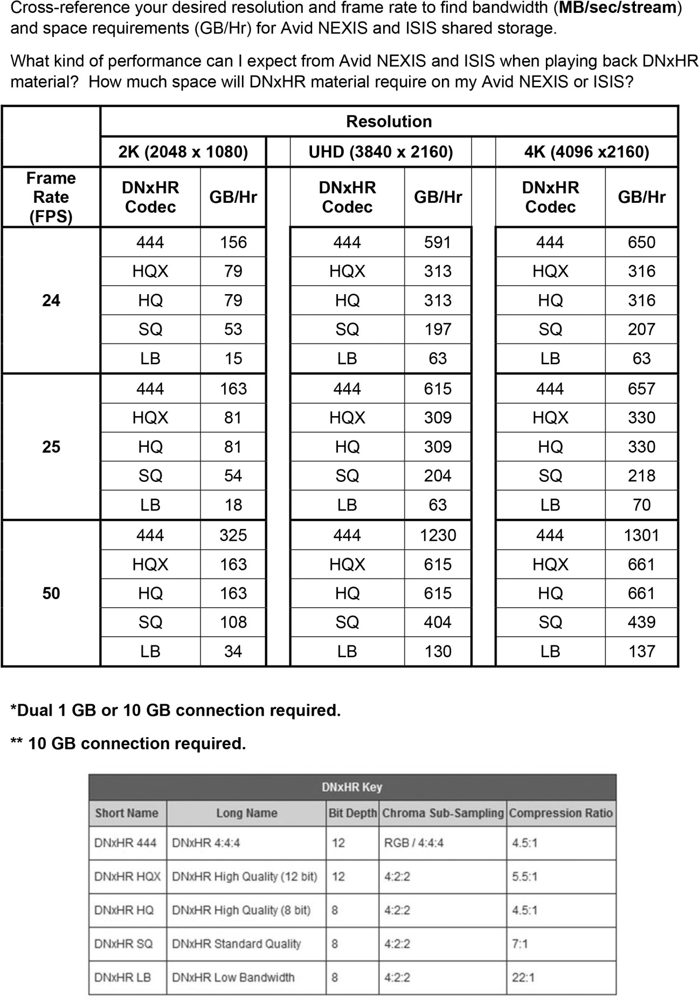 Cross-reference your desired resolution and frame rate to find bandwidth (MB/sec/stream)
and space requirements (GB/Hr) for Avid NEXIS and ISIS shared storage.
What kind of performance can I expect from Avid NEXIS and ISIS when playing back DNxHR
material?  How much space will DNxHR material require on my Avid NEXIS or ISIS?
Resolution
2K (2048 x 1080) UHD (3840 x 2160) 4K (4096 x2160)
Frame
Rate
(FPS)
DNxHR
Codec
GB/Hr
DNxHR
Codec
GB/Hr
DNxHR
Codec
GB/Hr
24
444 156 444 591 444 650
HQX 79 HQX 313 HQX 316
HQ 79 HQ 313 HQ 316
SQ 53 SQ 197 SQ 207
LB 15 LB 63 LB 63
25
444 163 444 615 444 657
HQX 81 HQX 309 HQX 330
HQ 81 HQ 309 HQ 330
SQ 54 SQ 204 SQ 218
LB 18 LB 63 LB 70
50
444 325 444 1230 444 1301
HQX 163 HQX 615 HQX 661
HQ 163 HQ 615 HQ 661
SQ 108 SQ 404 SQ 439
LB 34 LB 130 LB 137
*Dual 1 GB or 10 GB connection required.
** 10 GB connection required.
DNxHR Key
Short Name Long Name Bit Depth Chroma Sub-Sampling Compression Ratio
DNxHR 444 DNxHR 4:4:4 12 RGB / 4:4:4 4.5:1
DNxHR HQX DNxHR High Quality (12 bit) 12 4:2:2 5.5:1
DNxHR HQ DNxHR High Quality (8 bit) 8 4:2:2 4.5:1
DNxHR SQ DNxHR Standard Quality 8 4:2:2 7:1
DNxHR LB DNxHR Low Bandwidth 8 4:2:2 22:1